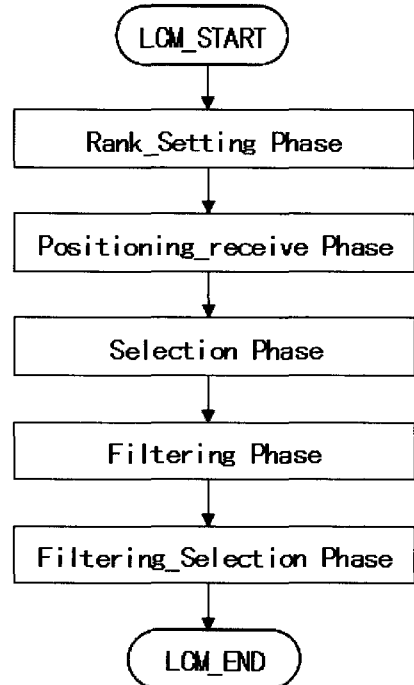 LCM_START
Rank_Setting Phase
Positioning_receive Phase
Selection Phase
Filtering Phase
Filtering_Selection Phase
LCM_END